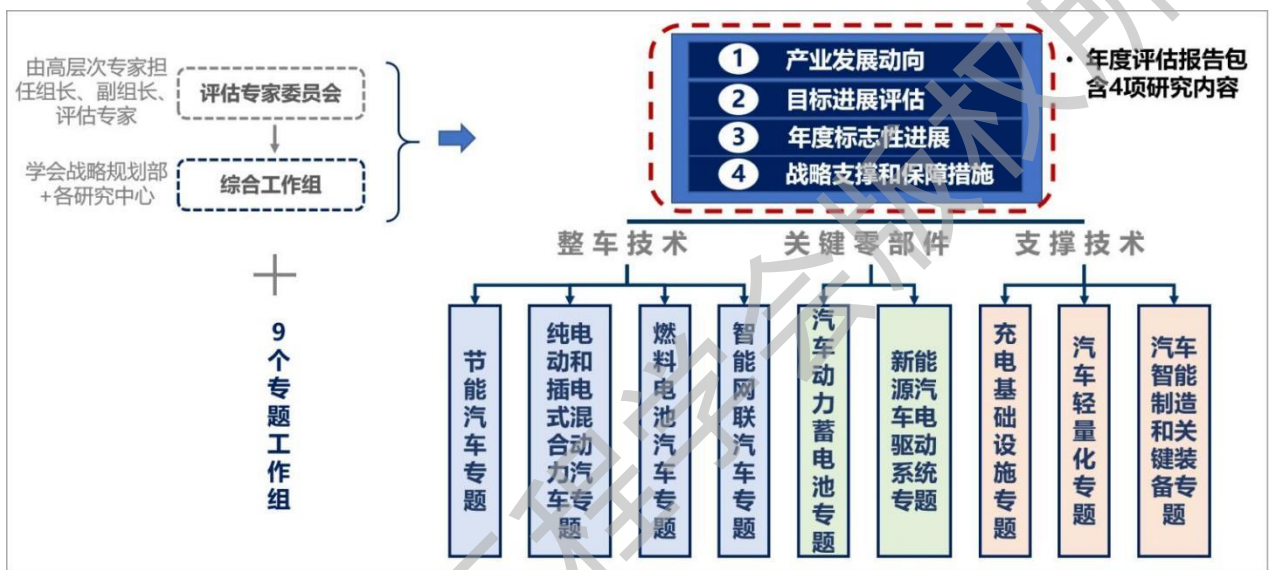 由高层次专家担
任组长、副组长、
评估专家
评估专家委员会
学会战略规划部
+各研究中心
综合工作组
9
个
专
题
工
作
组
1 产业发展动向
2 目标进展评估
3 年度标志性进展
4 战略支撑和保障措施
· 年度评估报告包
含4项研究内容
整车技术
关键零部件
支撑技术
节
能
汽
车
专
题
纯电
动和
插电
式混
合动
力汽
车专
题
燃
料
电
池
汽
车
专
题
智
能
网
联
汽
车
专
题
汽
车
动
力
蓄
电
池
专
题
新能
源汽
车电
驱动
系统
专题
充
电
基
础
设
施
专
题
汽
车
轻
量
化
专
题
汽车
智能
制造
和关
键装
备专
题
工程学会版权所